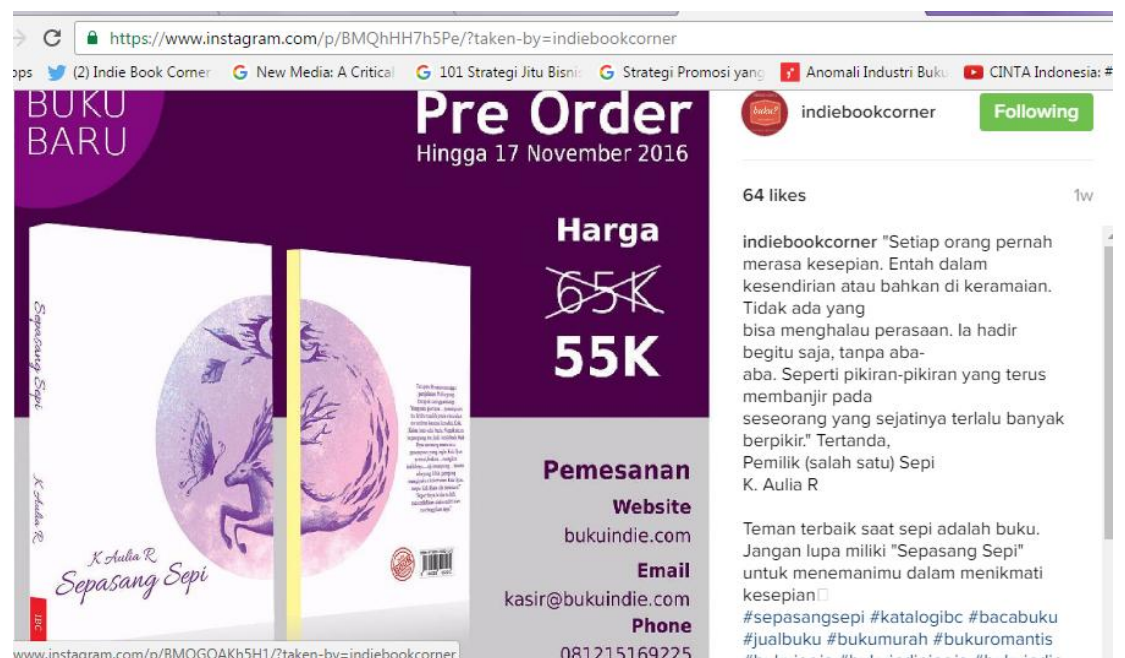 https://www.instagram.com/p/BMQhHH7h5Pe/?taken-by=indiebookcorner
ops (2) Indie Book Corner New Media: A Critical 101 Strategi Jitu Bisni Strategi Promosi yang Anomali Industri Buku CINTA Indonesia: #
BUKU
BARU
Pre Order
Hingga 17 November 2016
Harga
65K
55K
Sepasang Sepi
K Aulia R
IBC
K Aulia R
Sepasang Sepi
Pemesanan
Website
bukuindie.com
Email
kasir@bukuindie.com
Phone
081215169225
buku?
indiebookcorner
Following
64 likes
1w
indiebookcorner "Setiap orang pernah
merasa kesepian. Entah dalam
kesendirian atau bahkan di keramaian.
Tidak ada yang
bisa menghalau perasaan. Ia hadir
begitu saja, tanpa aba-
aba. Seperti pikiran-pikiran yang terus
membanjir pada
seseorang yang sejatinya terlalu banyak
berpikir." Tertanda,
Pemilik (salah satu) Sepi
K. Aulia R
Teman terbaik saat sepi adalah buku.
Jangan lupa miliki "Sepasang Sepi"
untuk menemanimu dalam menikmati
kesepian
#sepasangsepi #katalogibc #bacabuku
#jualbuku #bukumurah #bukuromantis
www.instagram.com/p/BMOGOAKh5H1/?taken-by=indiebookcorner